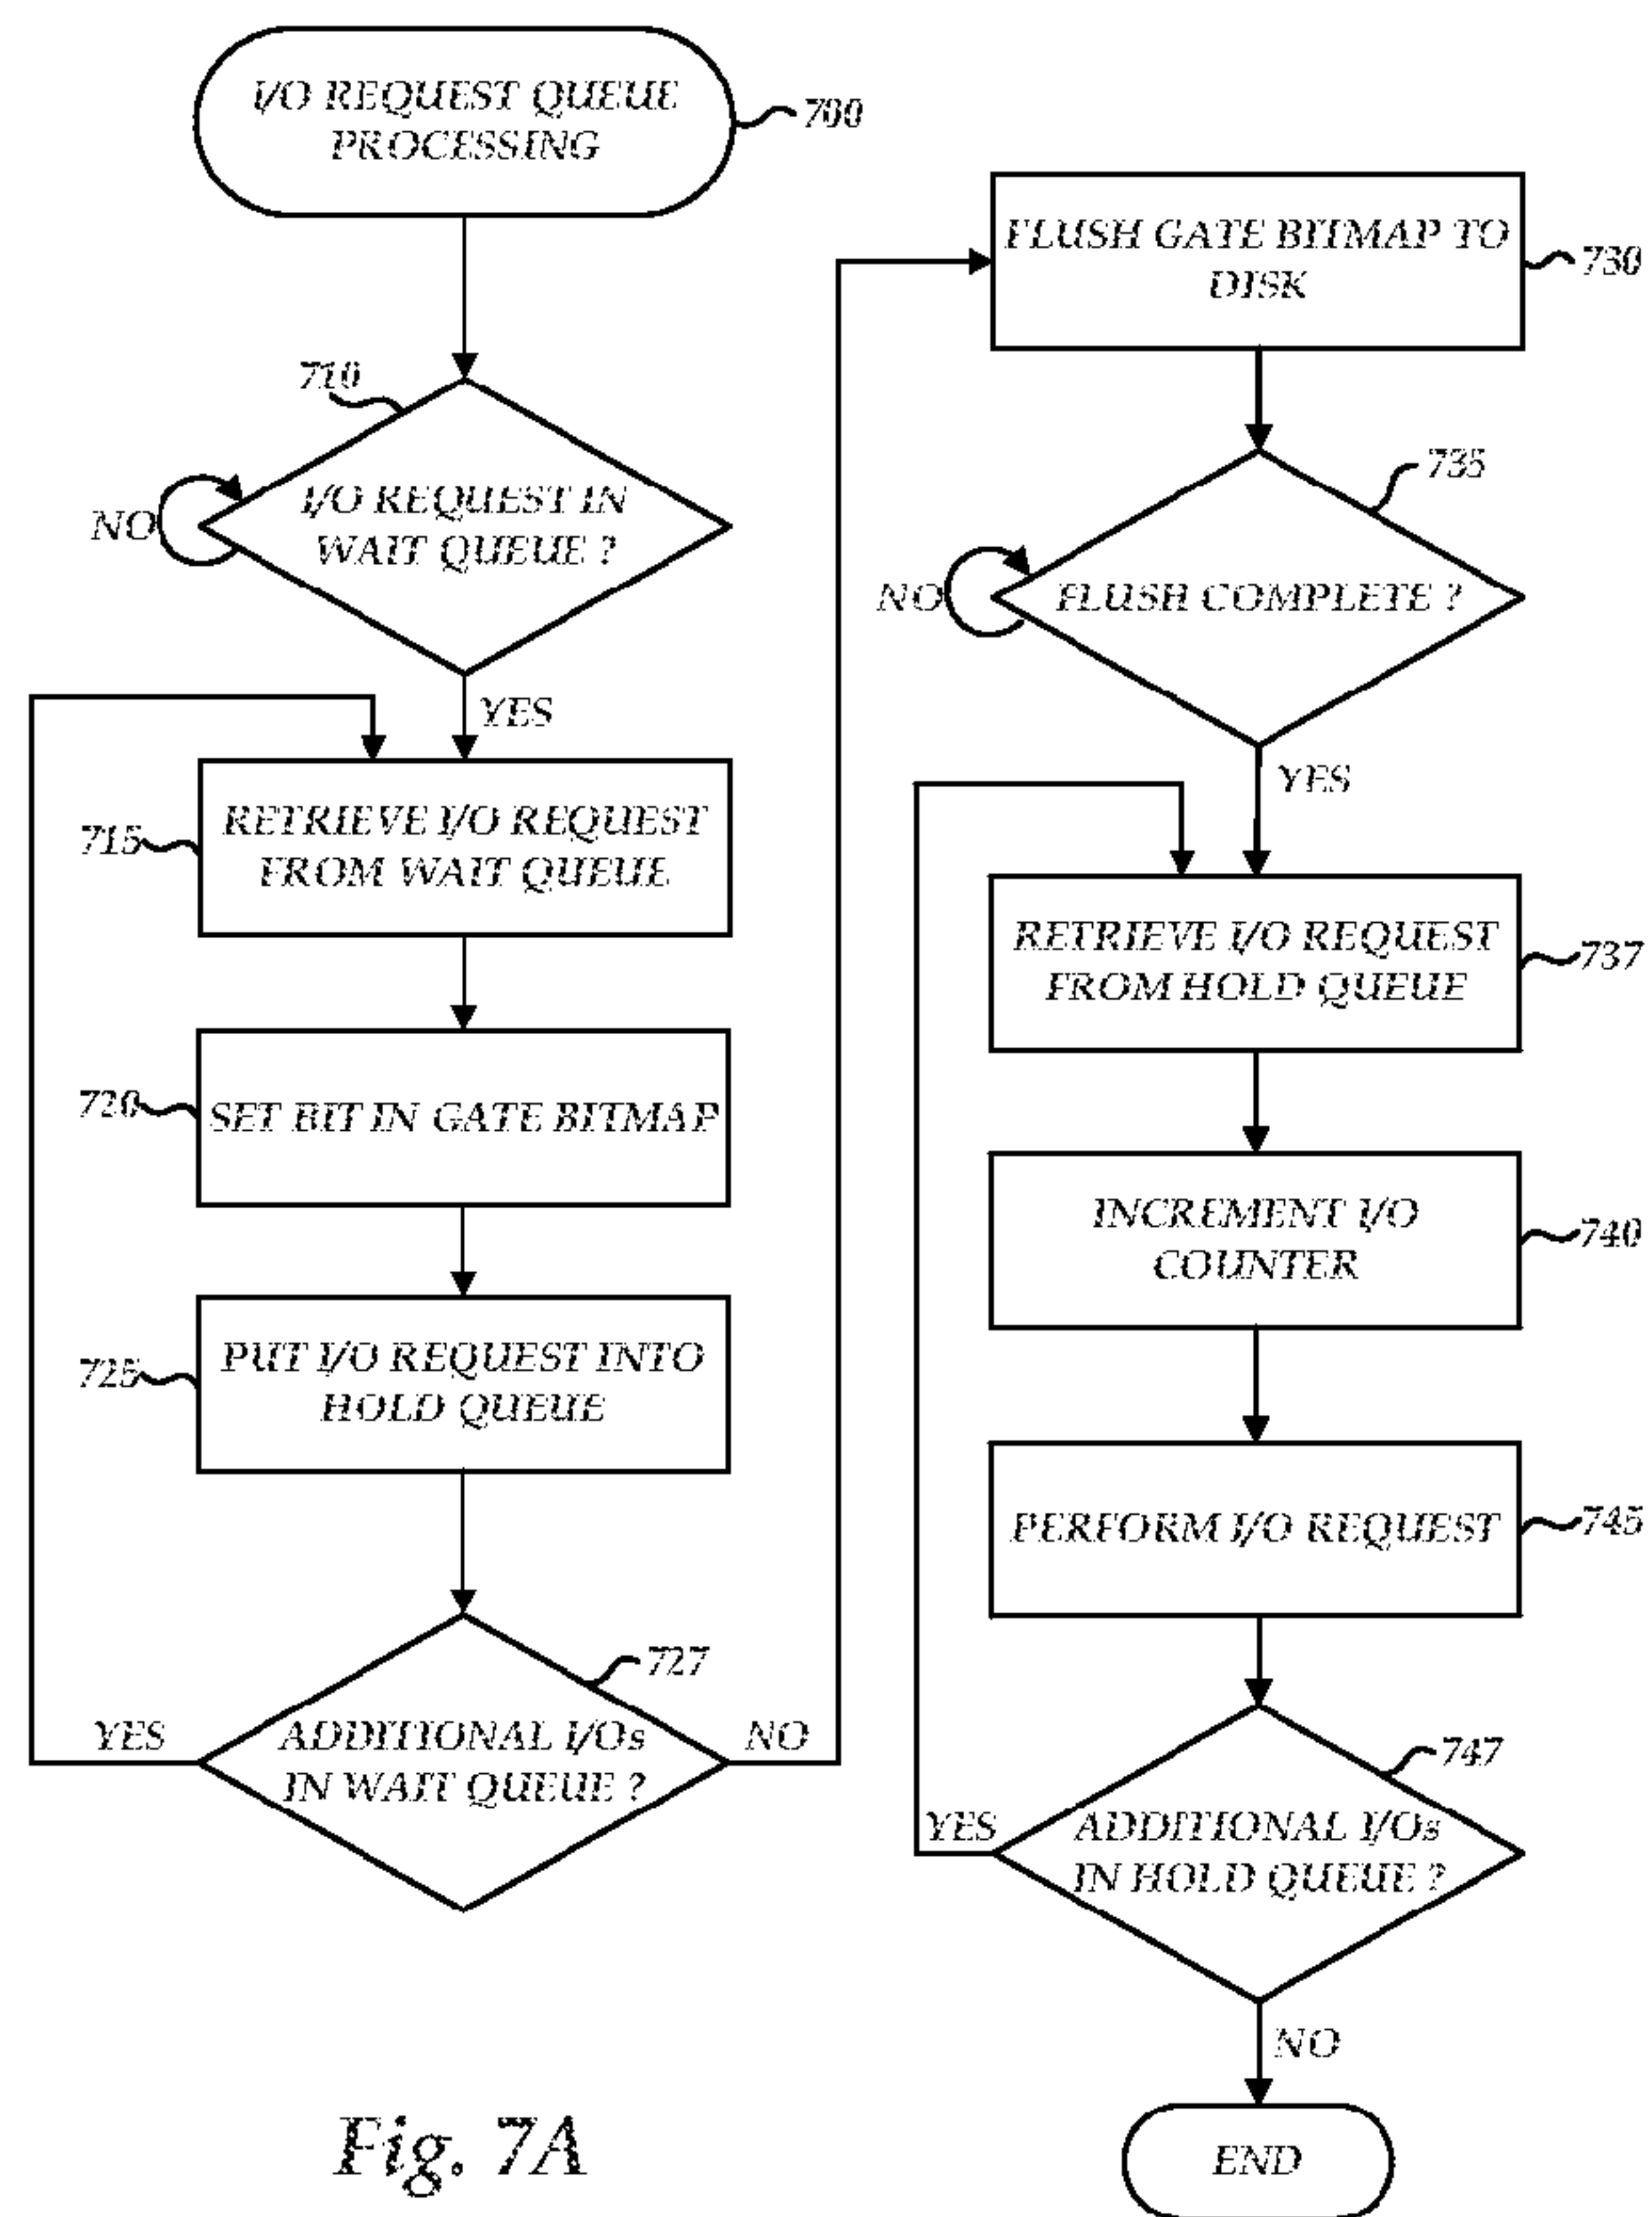 I/O REQUEST QUEUE
PROCESSING
700
710
I/O REQUEST IN
WAIT QUEUE ?
NO
YES
RETRIEVE I/O REQUEST
FROM WAIT QUEUE
715
SET BIT IN GATE BITMAP
720
PUT I/O REQUEST INTO
HOLD QUEUE
725
727
ADDITIONAL I/Os
IN WAIT QUEUE ?
YES
NO
FLUSH GATE BITMAP TO
DISK
730
735
FLUSH COMPLETE ?
NO
YES
RETRIEVE I/O REQUEST
FROM HOLD QUEUE
737
INCREMENT I/O
COUNTER
740
PERFORM I/O REQUEST
745
747
ADDITIONAL I/Os
IN HOLD QUEUE ?
YES
NO
END
Fig. 7A